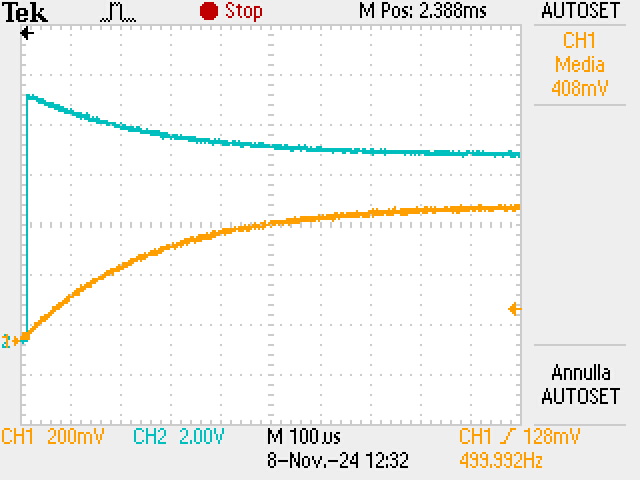 Tek Stop M Pos: 2.388ms AUTOSET
CH1
Media
408mV
Annulla
AUTOSET
CH1 200mV CH2 2.00V M 100µs CH1 128mV
8-Nov.-24 12:32 499.992Hz